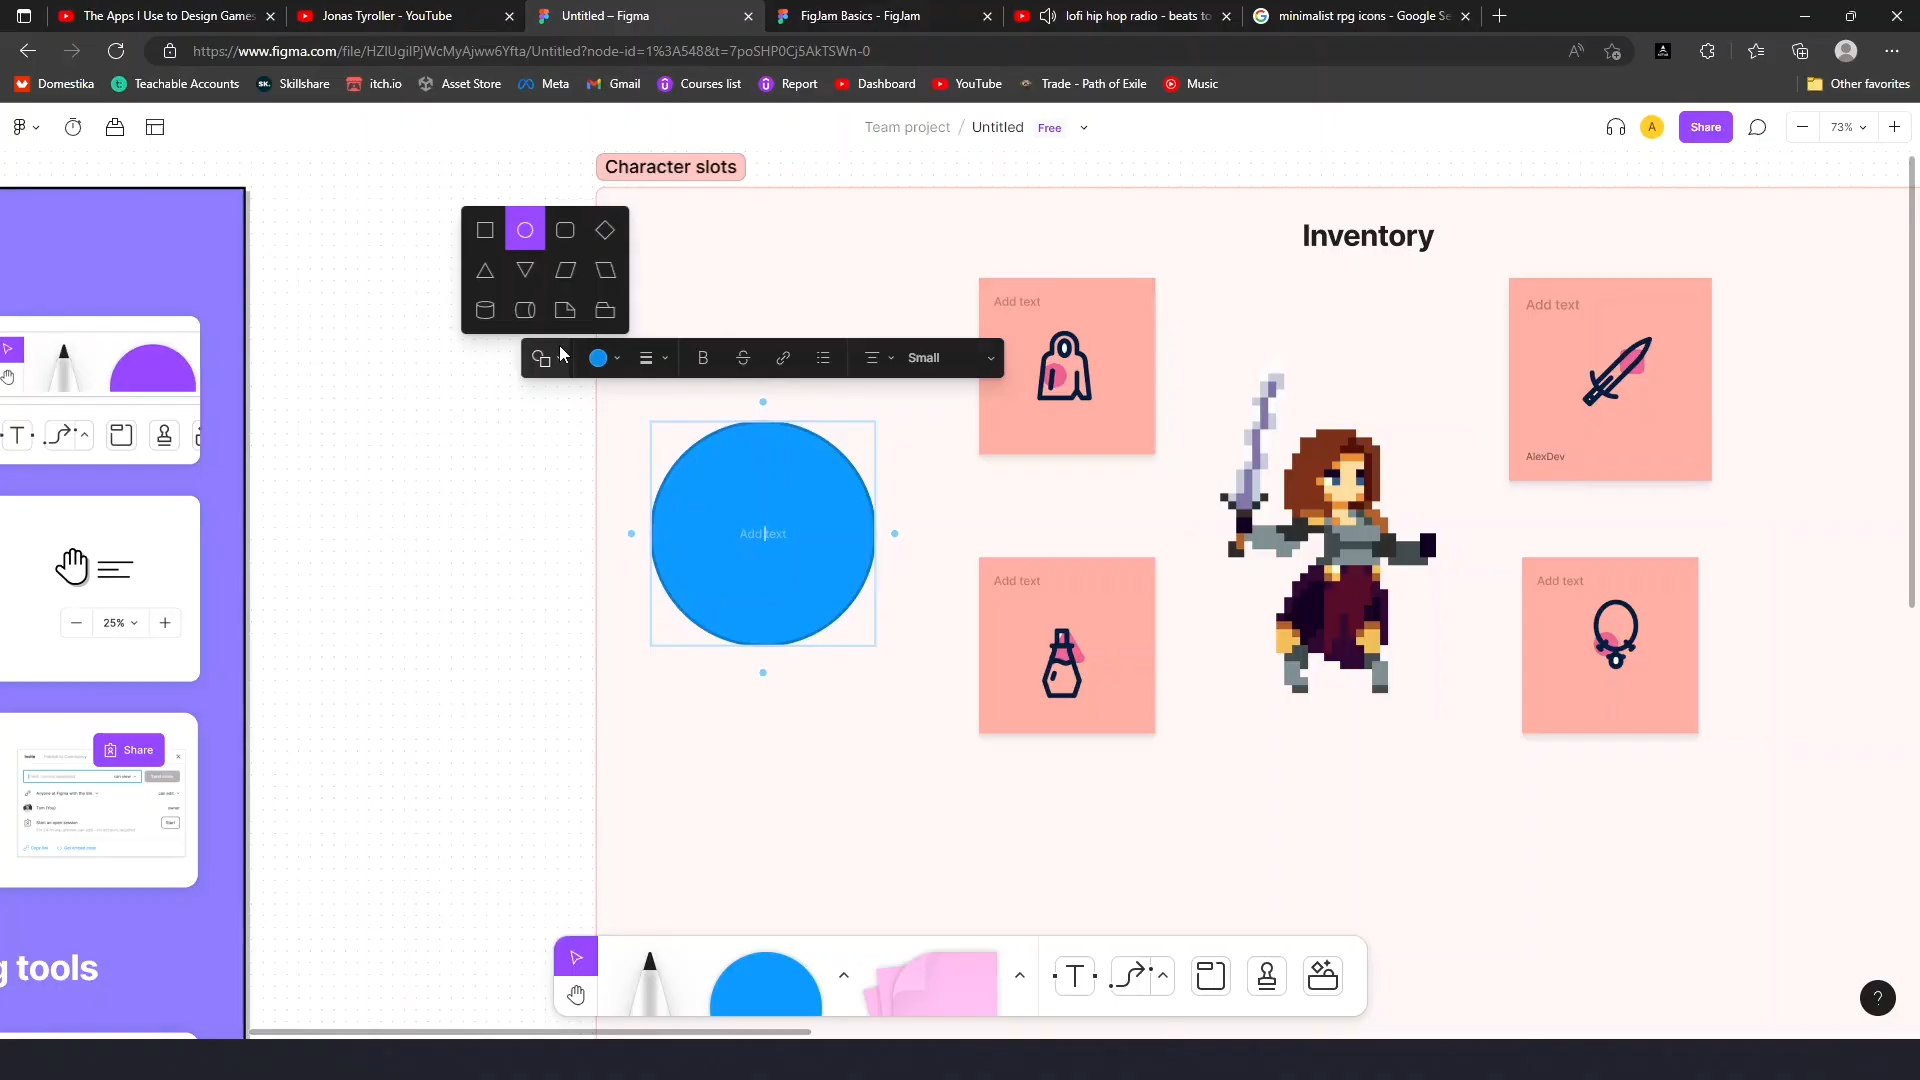 The Apps I Use to Design Games
Jonas Tyroller - YouTube
Untitled – Figma
FigJam Basics - FigJam
lofi hip hop radio - beats to
minimalist rpg icons - Google Se
https://www.figma.com/file/HZIUgilPjWcMyAjww6Yfta/Untitled?node-id=1%3A548&t=7poSHP0Cj5AkTSWn-0
Domestika
Teachable Accounts
Skillshare
itch.io
Asset Store
Meta
Gmail
Courses list
Report
Dashboard
YouTube
Trade - Path of Exile
Music
Other favorites
Team project / Untitled Free
A
Share
73%
Character slots
Inventory
B
S
Small
Add text
Add text
AlexDev
Add text
Add text
Add text
T
25%
Share
g tools
T
?